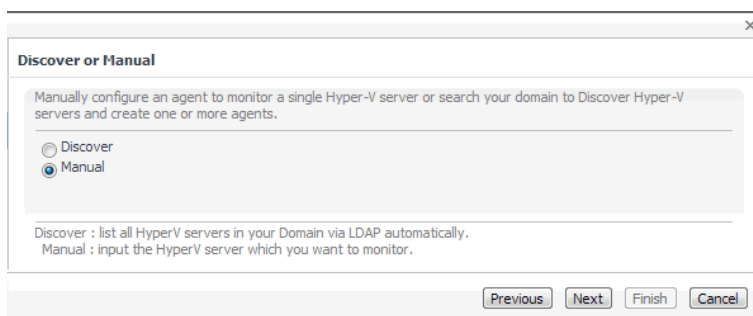 Discover or Manual
Manually configure an agent to monitor a single Hyper-V server or search your domain to Discover Hyper-V
servers and create one or more agents.
Discover
Manual
Discover : list all HyperV servers in your Domain via LDAP automatically.
Manual : input the HyperV server which you want to monitor.
Previous Next Finish Cancel